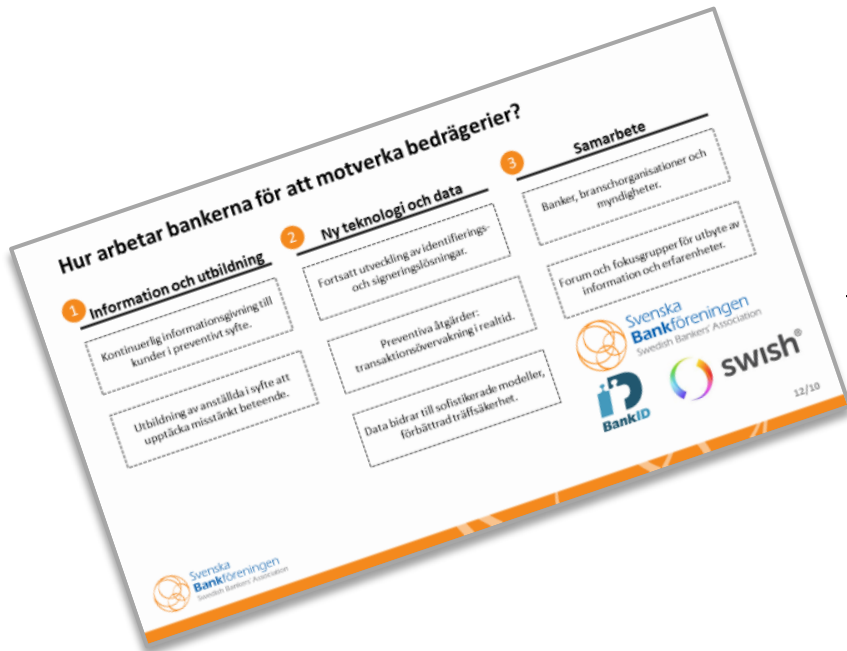 Hur arbetar bankerna för att motverka bedrägerier?
1 Information och utbildning
Kontinuerlig informationsgivning till
kunder i preventivt syfte.
Utbildning av anställda i syfte att
upptäcka misstänkt beteende.
2 Ny teknologi och data
Fortsatt utveckling av identifierings-
och signeringslösningar.
Preventiva åtgärder:
transaktionsövervakning i realtid.
Data bidrar till sofistikerade modeller,
förbättrad träffsäkerhet.
3 Samarbete
Banker, branschorganisationer och
myndigheter.
Forum och fokusgrupper för utbyte av
information och erfarenheter.
Svenska
Bankföreningen
Swedish Bankers' Association
BankID
swish®
12/10
Svenska
Bankföreningen
Swedish Bankers' Association